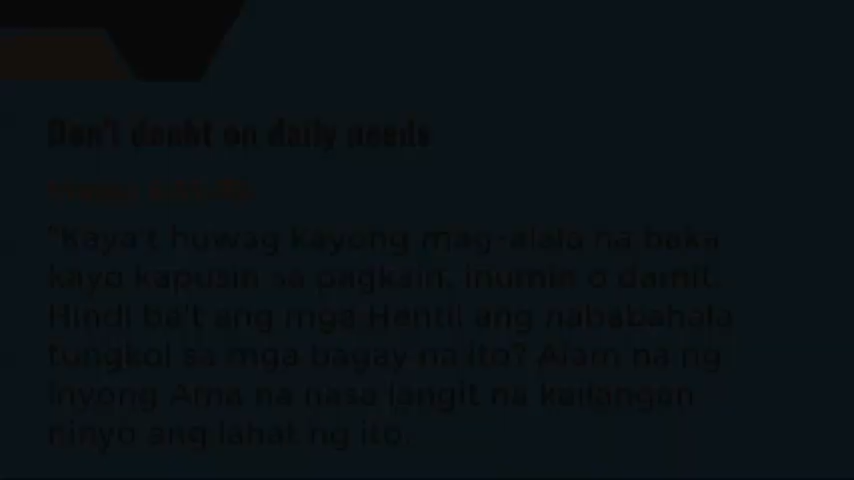 Don't doubt on daily needs
"Kaya't huwag kayong mag-alala na baka
kayo kapusin sa pagkain, inumin o damit.
Hindi ba't ang mga Hentil ang nababahala
tungkol sa mga bagay na ito? Alam na ng
inyong Ama na nasa langit na kailangan
ninyo ang lahat ng ito.